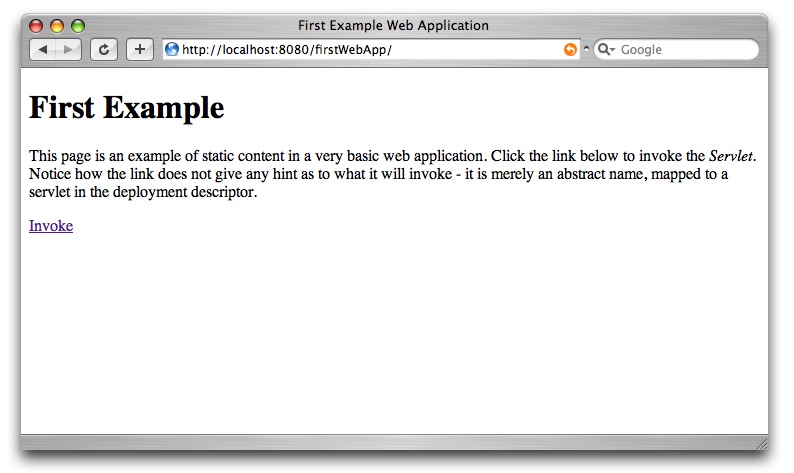 First Example Web Application
http://localhost:8080/firstWebApp/
Google
First Example
This page is an example of static content in a very basic web application. Click the link below to invoke the Servlet.
Notice how the link does not give any hint as to what it will invoke - it is merely an abstract name, mapped to a
servlet in the deployment descriptor.
Invoke